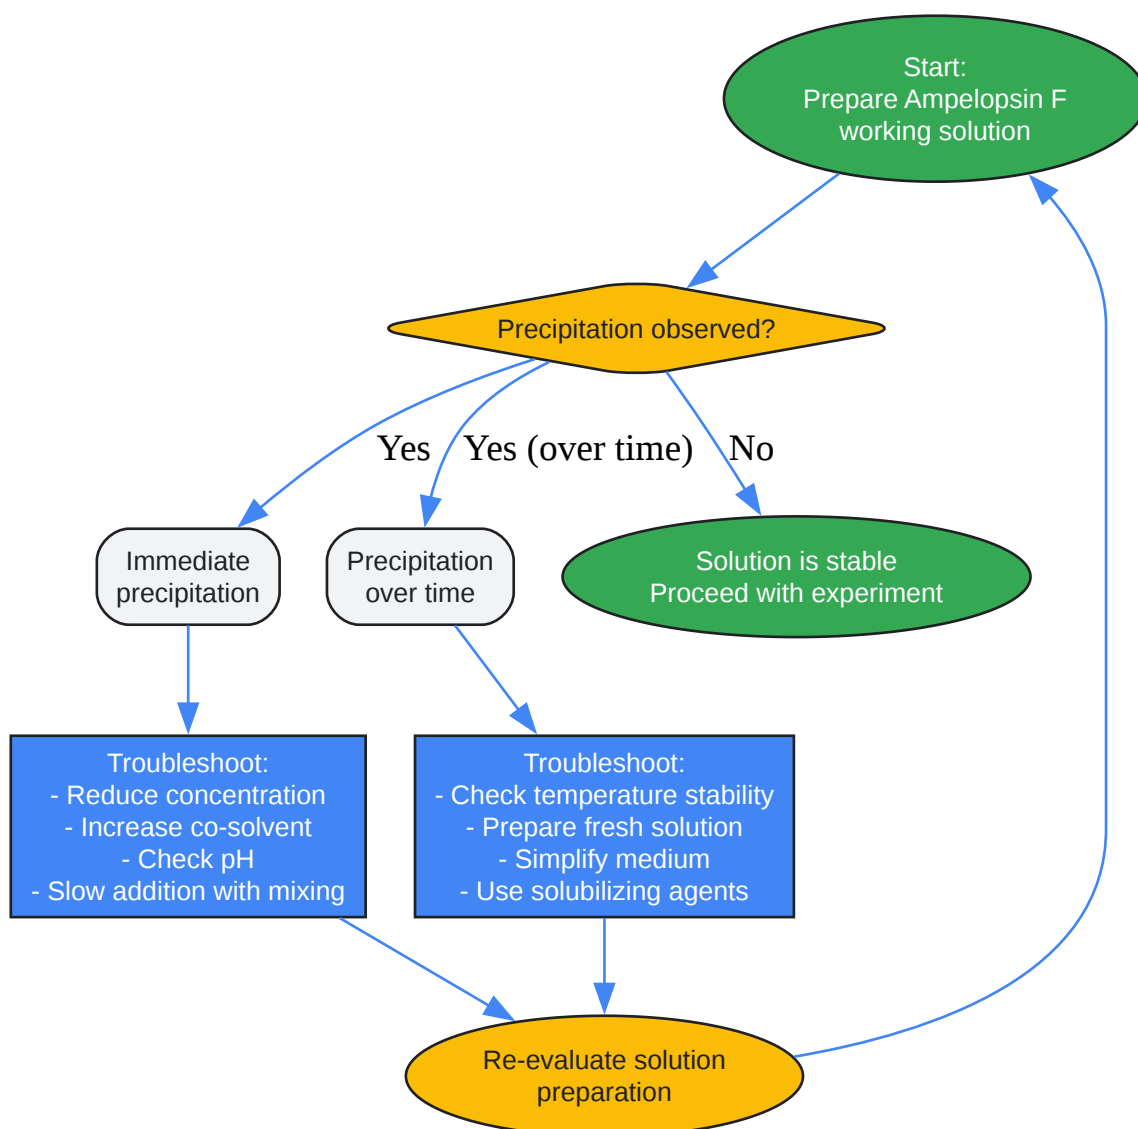 Start:
Prepare Ampelopsin F
working solution
Precipitation observed?
Yes
Yes (over time)
No
Immediate
precipitation
Precipitation
over time
Solution is stable
Proceed with experiment
Troubleshoot:
- Reduce concentration
- Increase co-solvent
- Check pH
- Slow addition with mixing
Troubleshoot:
- Check temperature stability
- Prepare fresh solution
- Simplify medium
- Use solubilizing agents
Re-evaluate solution
preparation